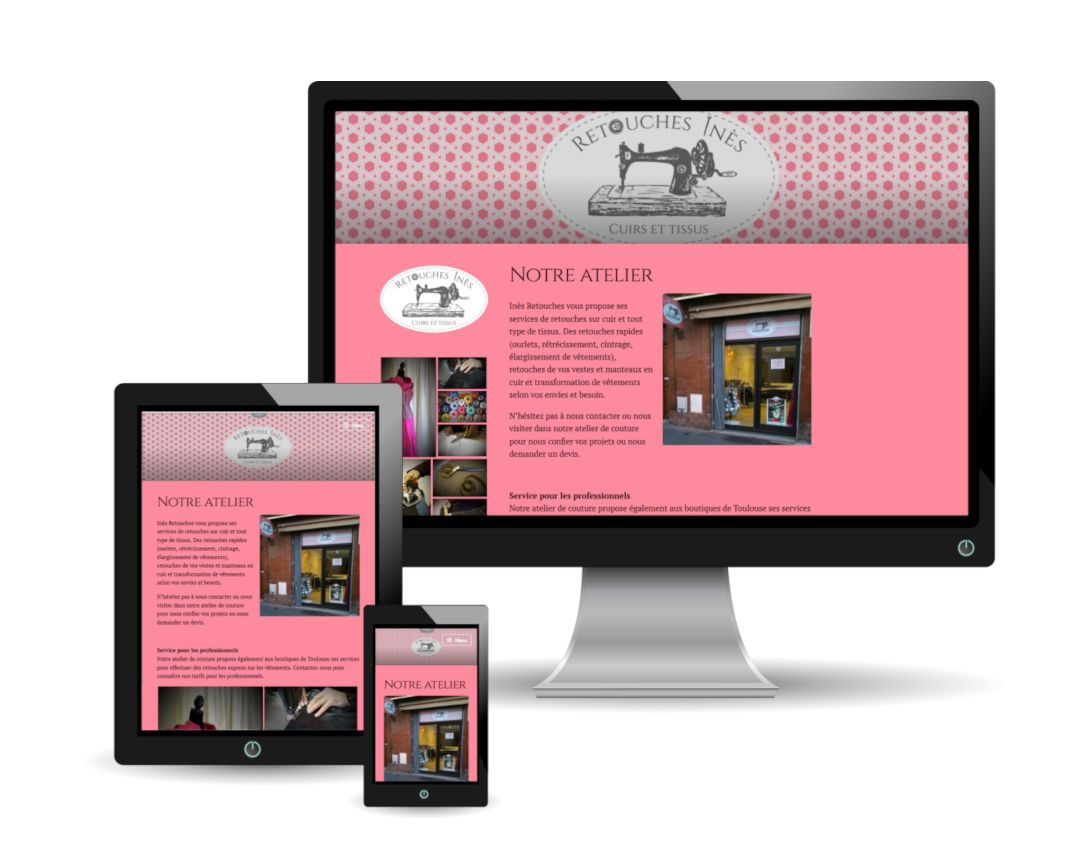 RETOUCHES INÈS
CUIRS ET TISSUS
RETOUCHES INÈS
CUIRS ET TISSUS
NOTRE ATELIER
Inès Retouches vous propose ses
services de retouches sur cuir et tout
type de tissus. Des retouches rapides
(ourlets, rétrécissement, cintrage,
élargissement de vêtements),
retouches de vos vestes et manteaux en
cuir et transformation de vêtements
selon vos envies et besoin.
N'hésitez pas à nous contacter ou nous
visiter dans notre atelier de couture
pour nous confier vos projets ou nous
demander un devis.
Service pour les professionnels
Notre atelier de couture propose également aux boutiques de Toulouse ses services
RETOUCHES INÈS
Menu
NOTRE ATELIER
Inès Retouches vous propose ses
services de retouches sur cuir et tout
type de tissus. Des retouches rapides
(ourlets, rétrécissement, cintrage,
élargissement de vêtements),
retouches de vos vestes et manteaux en
cuir et transformation de vêtements
selon vos envies et besoin.
N'hésitez pas à nous contacter ou nous
visiter dans notre atelier de couture
pour nous confier vos projets ou nous
demander un devis.
Service pour les professionnels
Notre atelier de couture propose également aux boutiques de Toulouse ses services
pour effectuer des retouches express sur les vêtements. Contactez-nous pour
connaître nos tarifs pour les professionnels.
Menu
NOTRE ATELIER